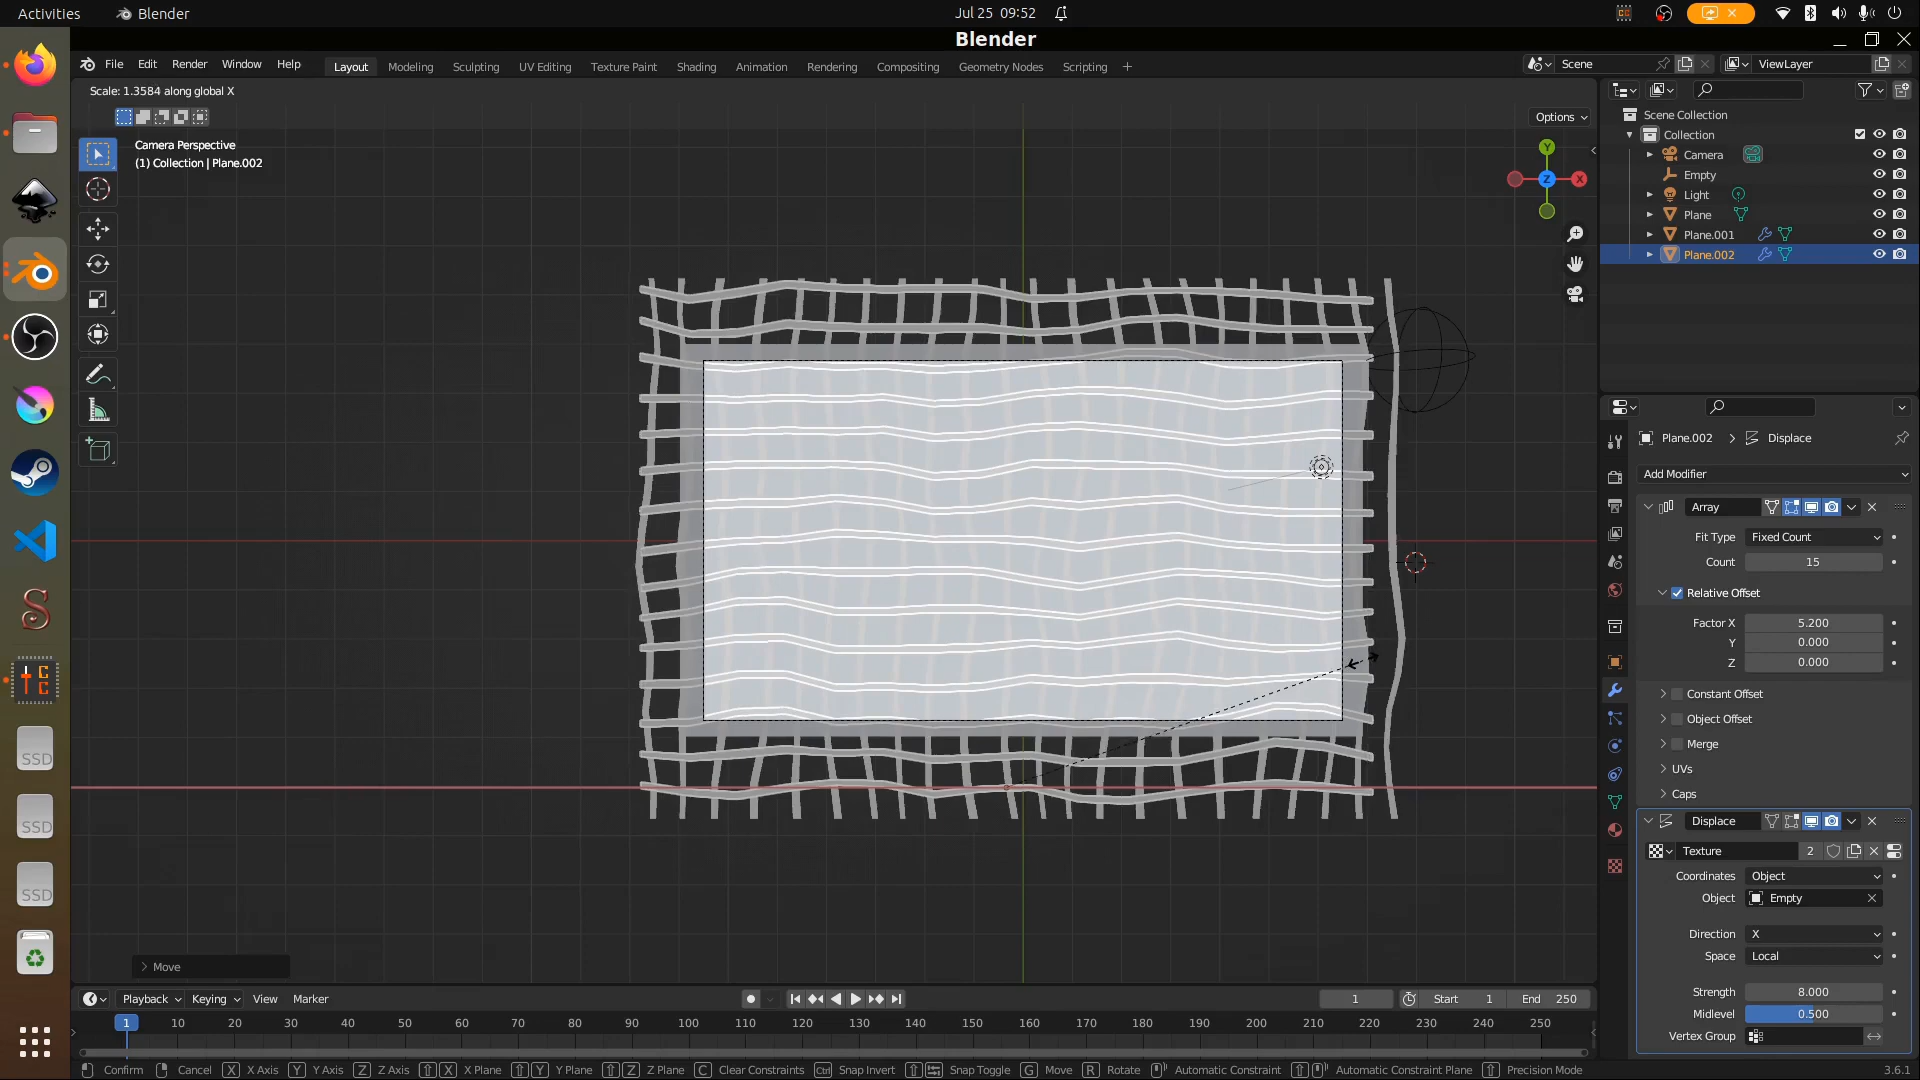 Activities
Blender
Jul 25 09:52
Blender
File Edit Render Window Help
Layout Modeling Sculpting UV Editing Texture Paint Shading Animation Rendering Compositing Geometry Nodes Scripting +
Scene
ViewLayer
Scale: 1.3584 along global X
Options
Camera Perspective
(1) Collection | Plane.002
Y
Z
X
Scene Collection
Collection
Camera
Empty
Light
Plane
Plane.001
Plane.002
Plane.002 > Displace
Add Modifier
Array
Fit Type Fixed Count
Count 15
Relative Offset
Factor X 5.200
Y 0.000
Z 0.000
Constant Offset
Object Offset
Merge
UVs
Caps
Displace
Texture 2
Coordinates Object
Object Empty
Direction X
Space Local
Strength 8.000
Midlevel 0.500
Vertex Group
SSD
SSD
SSD
> Move
Playback Keying View Marker
1
Start 1
End 250
1 10 20 30 40 50 60 70 80 90 100 110 120 130 140 150 160 170 180 190 200 210 220 230 240 250
Confirm Cancel X X Axis Y Y Axis Z Z Axis X X Plane Y Y Plane Z Z Plane C Clear Constraints Ctrl Snap Invert Snap Toggle G Move R Rotate Automatic Constraint Automatic Constraint Plane Precision Mode
3.6.1